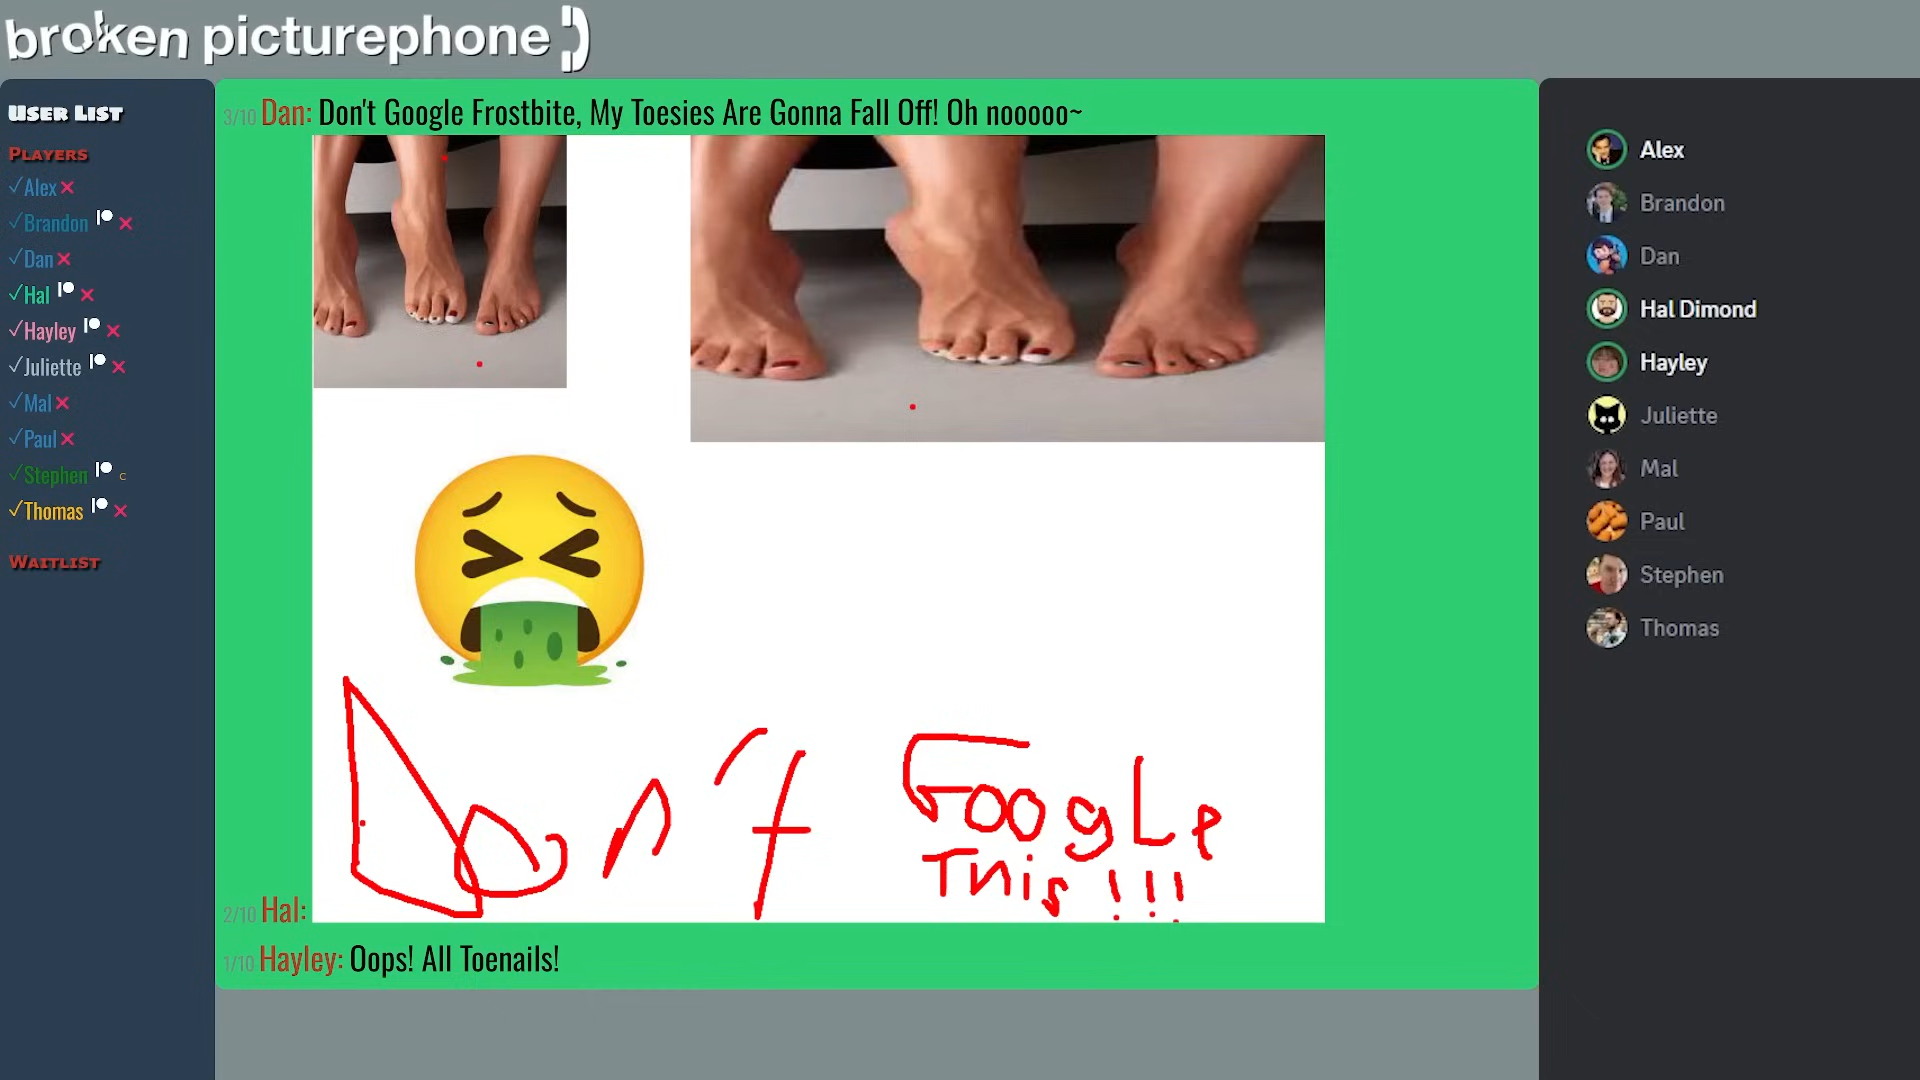 broken picturephone
User List
Players
✓Alex ×
✓Brandon ×
✓Dan ×
✓Hal ×
✓Hayley ×
✓Juliette ×
✓Mal ×
✓Paul ×
✓Stephen c
✓Thomas ×
Waitlist
3/10 Dan: Don't Google Frostbite, My Toesies Are Gonna Fall Off! Oh nooooo~
Don't GoogLe
This!!!
2/10 Hal:
1/10 Hayley: Oops! All Toenails!
Alex
Brandon
Dan
Hal Dimond
Hayley
Juliette
Mal
Paul
Stephen
Thomas